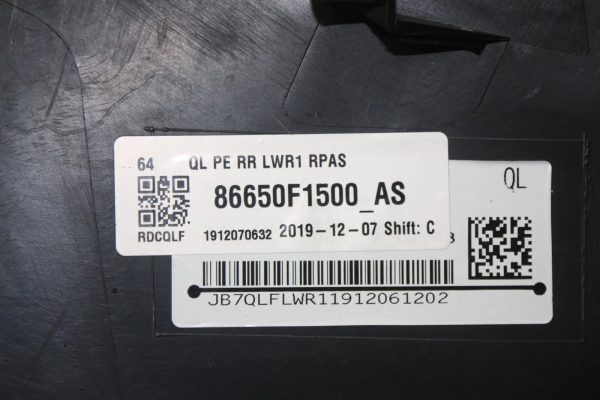 64 QL PE RR LWR1 RPAS
86650F1500_AS
RDCQLF 1912070632 2019-12-07 Shift: C
QL
JB7QLFLWR11912061202